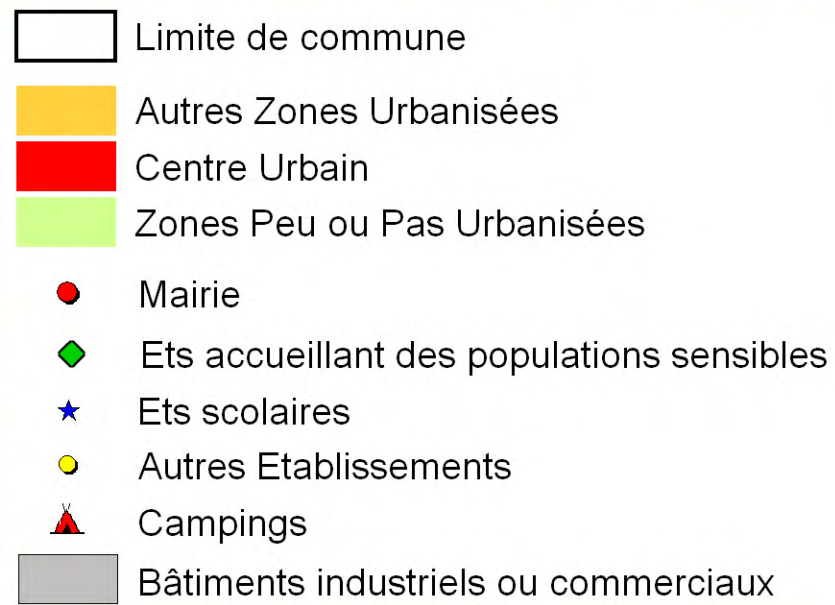 Limite de commune
Autres Zones Urbanisées
Centre Urbain
Zones Peu ou Pas Urbanisées
Mairie
Ets accueillant des populations sensibles
Ets scolaires
Autres Etablissements
Campings
Bâtiments industriels ou commerciaux